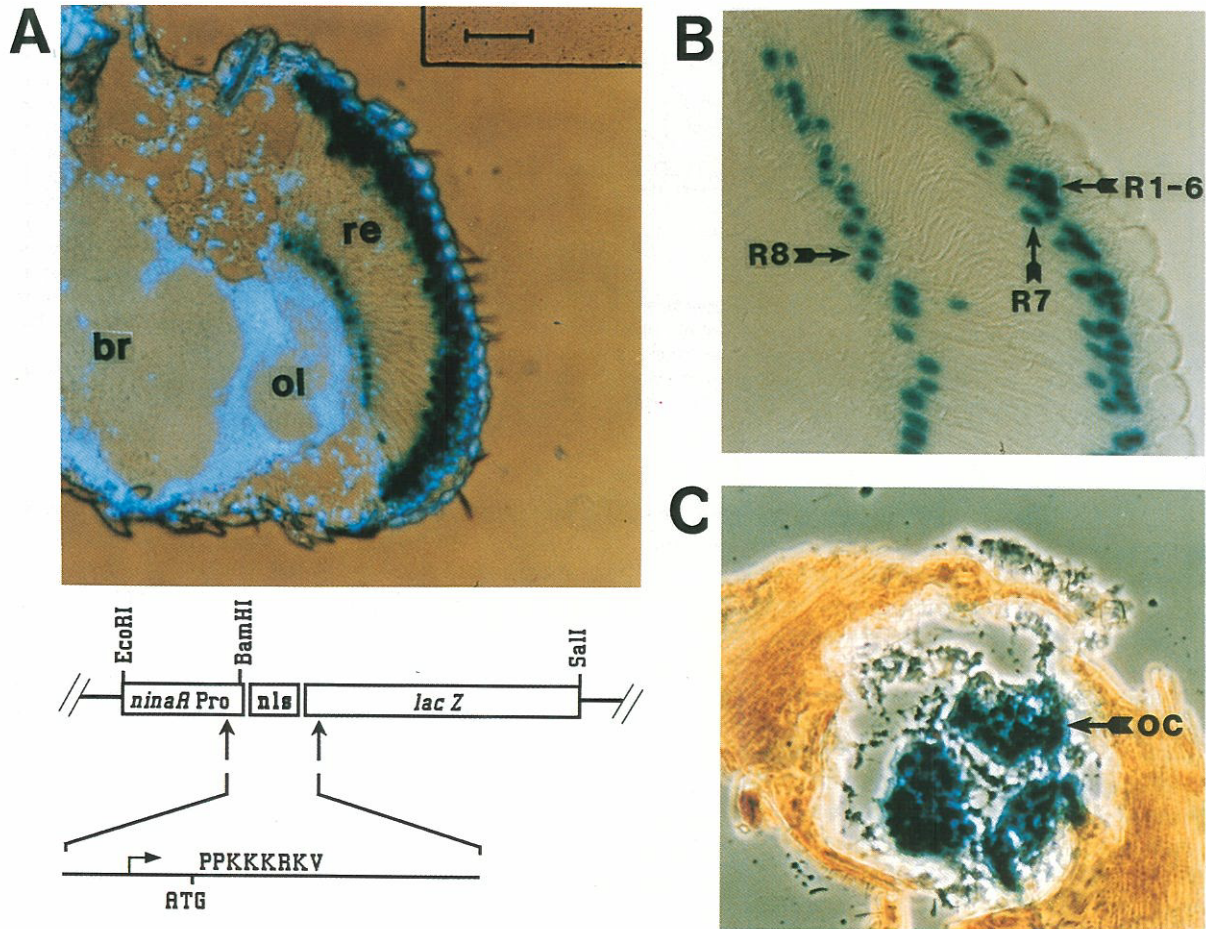 A
re
br
ol
B
R1-6
R8
R7
C
oc
EcoRI
BamHI
SalI
ninaA Pro
nls
lac Z
PPKKKRKV
ATG